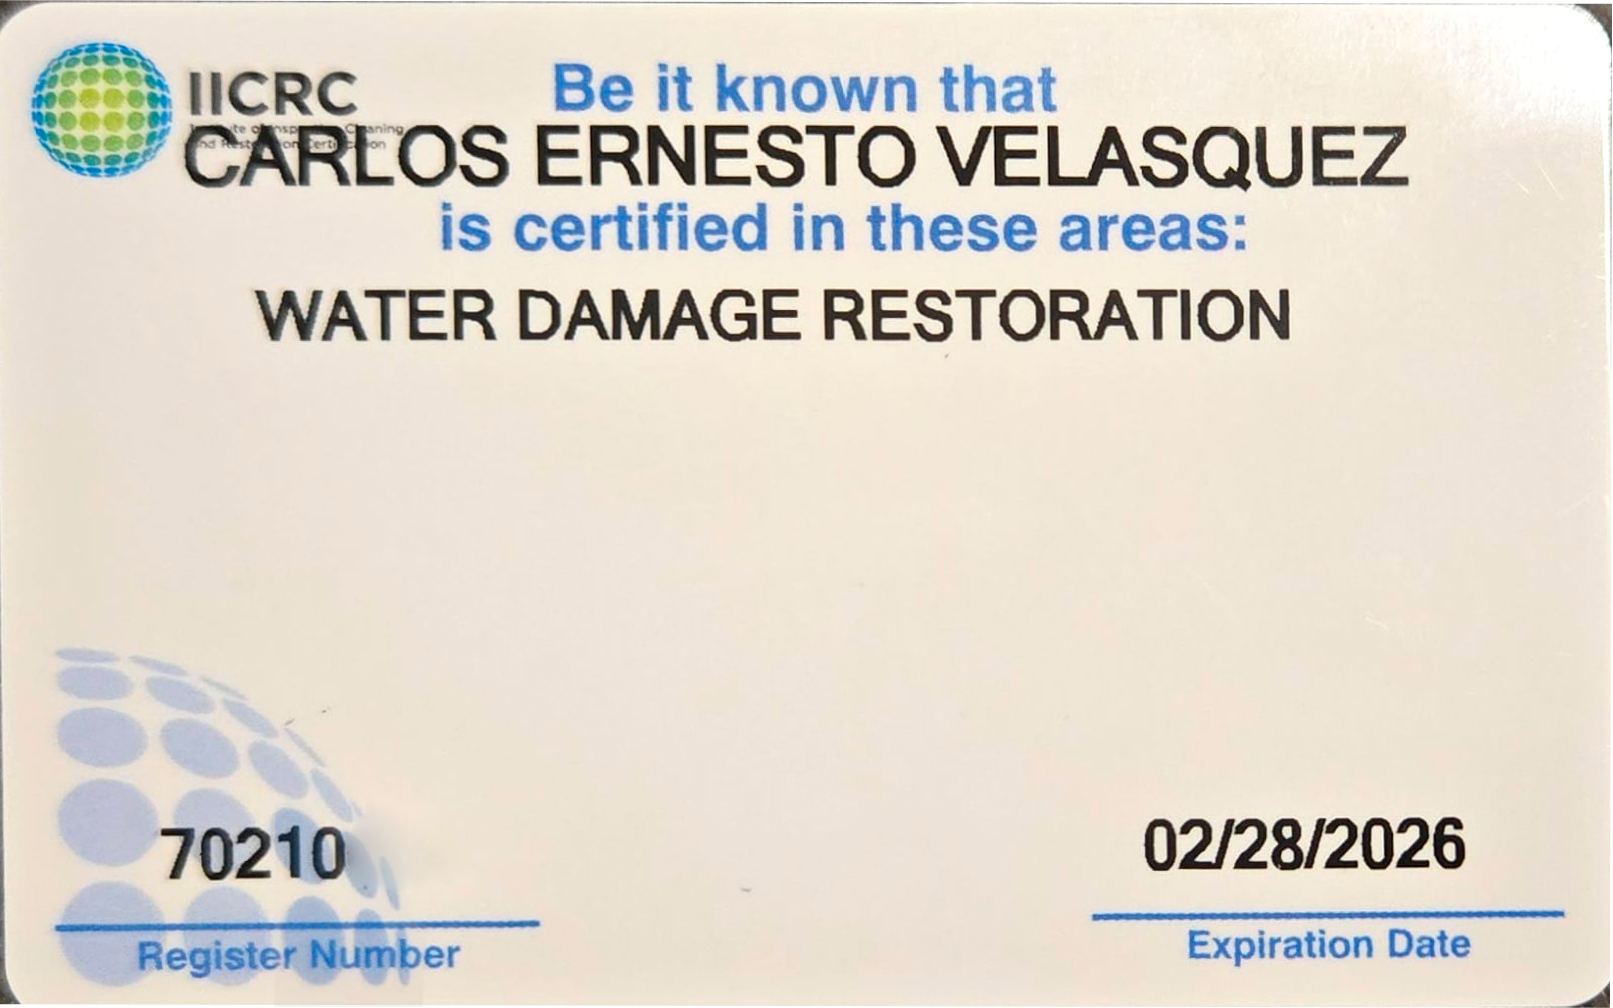 IICRC
Be it known that
CARLOS ERNESTO VELASQUEZ
is certified in these areas:
WATER DAMAGE RESTORATION
70210
02/28/2026
Register Number
Expiration Date